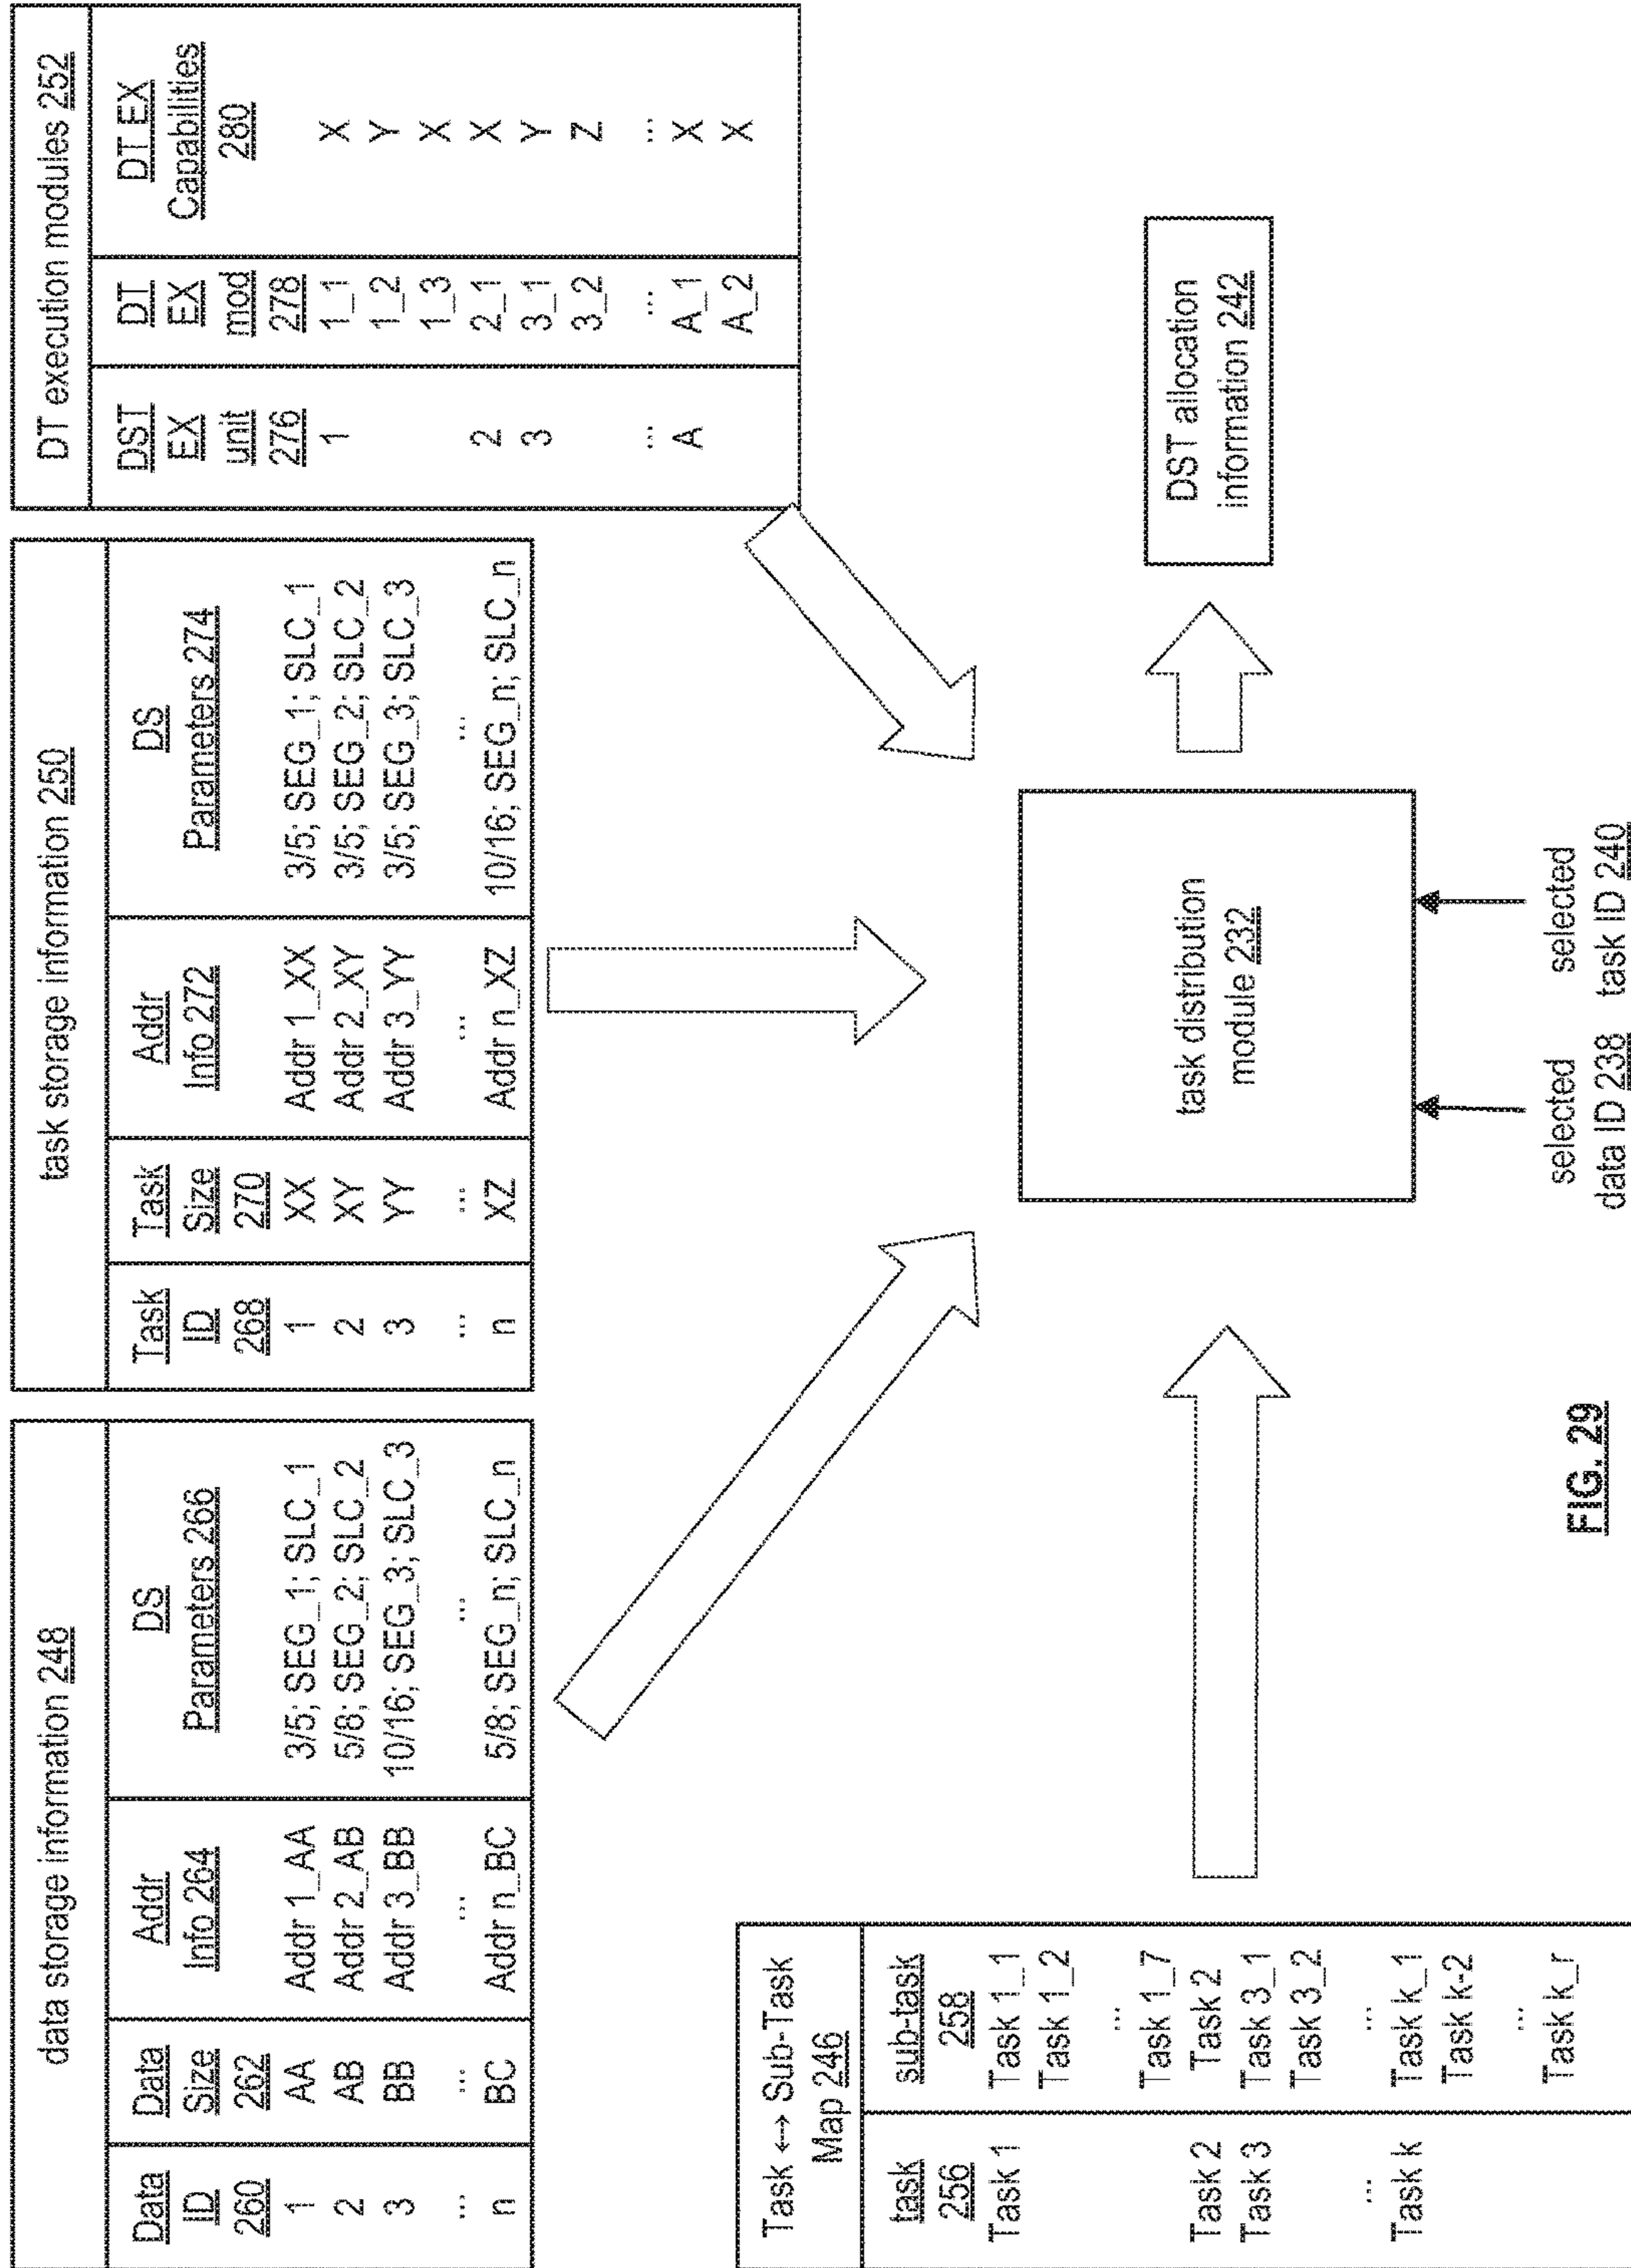 data storage information 248
Data ID 260 Data Size 262 Addr Info 264 DS Parameters 266
1 AA Addr 1_AA 3/5; SEG_1; SLC_1
2 AB Addr 2_AB 5/8; SEG_2; SLC_2
3 BB Addr 3_BB 10/16; SEG_3; SLC_3
... ... ... ...
n BC Addr n_BC 5/8; SEG_n; SLC_n
task storage information 250
Task ID 268 Task Size 270 Addr Info 272 DS Parameters 274
1 XX Addr 1_XX 3/5; SEG_1; SLC_1
2 XY Addr 2_XY 3/5; SEG_2; SLC_2
3 YY Addr 3_YY 3/5; SEG_3; SLC_3
... ... ... ...
n XZ Addr n_XZ 10/16; SEG_n; SLC_n
DT execution modules 252
DST EX unit 276 DT EX mod 278 DT EX Capabilities 280
1 1_1 X
1_2 Y
1_3 X
2 2_1 X
3 3_1 Y
3_2 Z
... ... ...
A A_1 X
A_2 X
Task ↔ Sub-Task
Map 246
task 256 sub-task 258
Task 1 Task 1_1
Task 1_2
...
Task 1_7
Task 2 Task 2
Task 3 Task 3_1
Task 3_2
... ...
Task k Task k_1
Task k-2
...
Task k_r
task distribution
module 232
DST allocation
information 242
selected
data ID 238
selected
task ID 240
FIG. 29